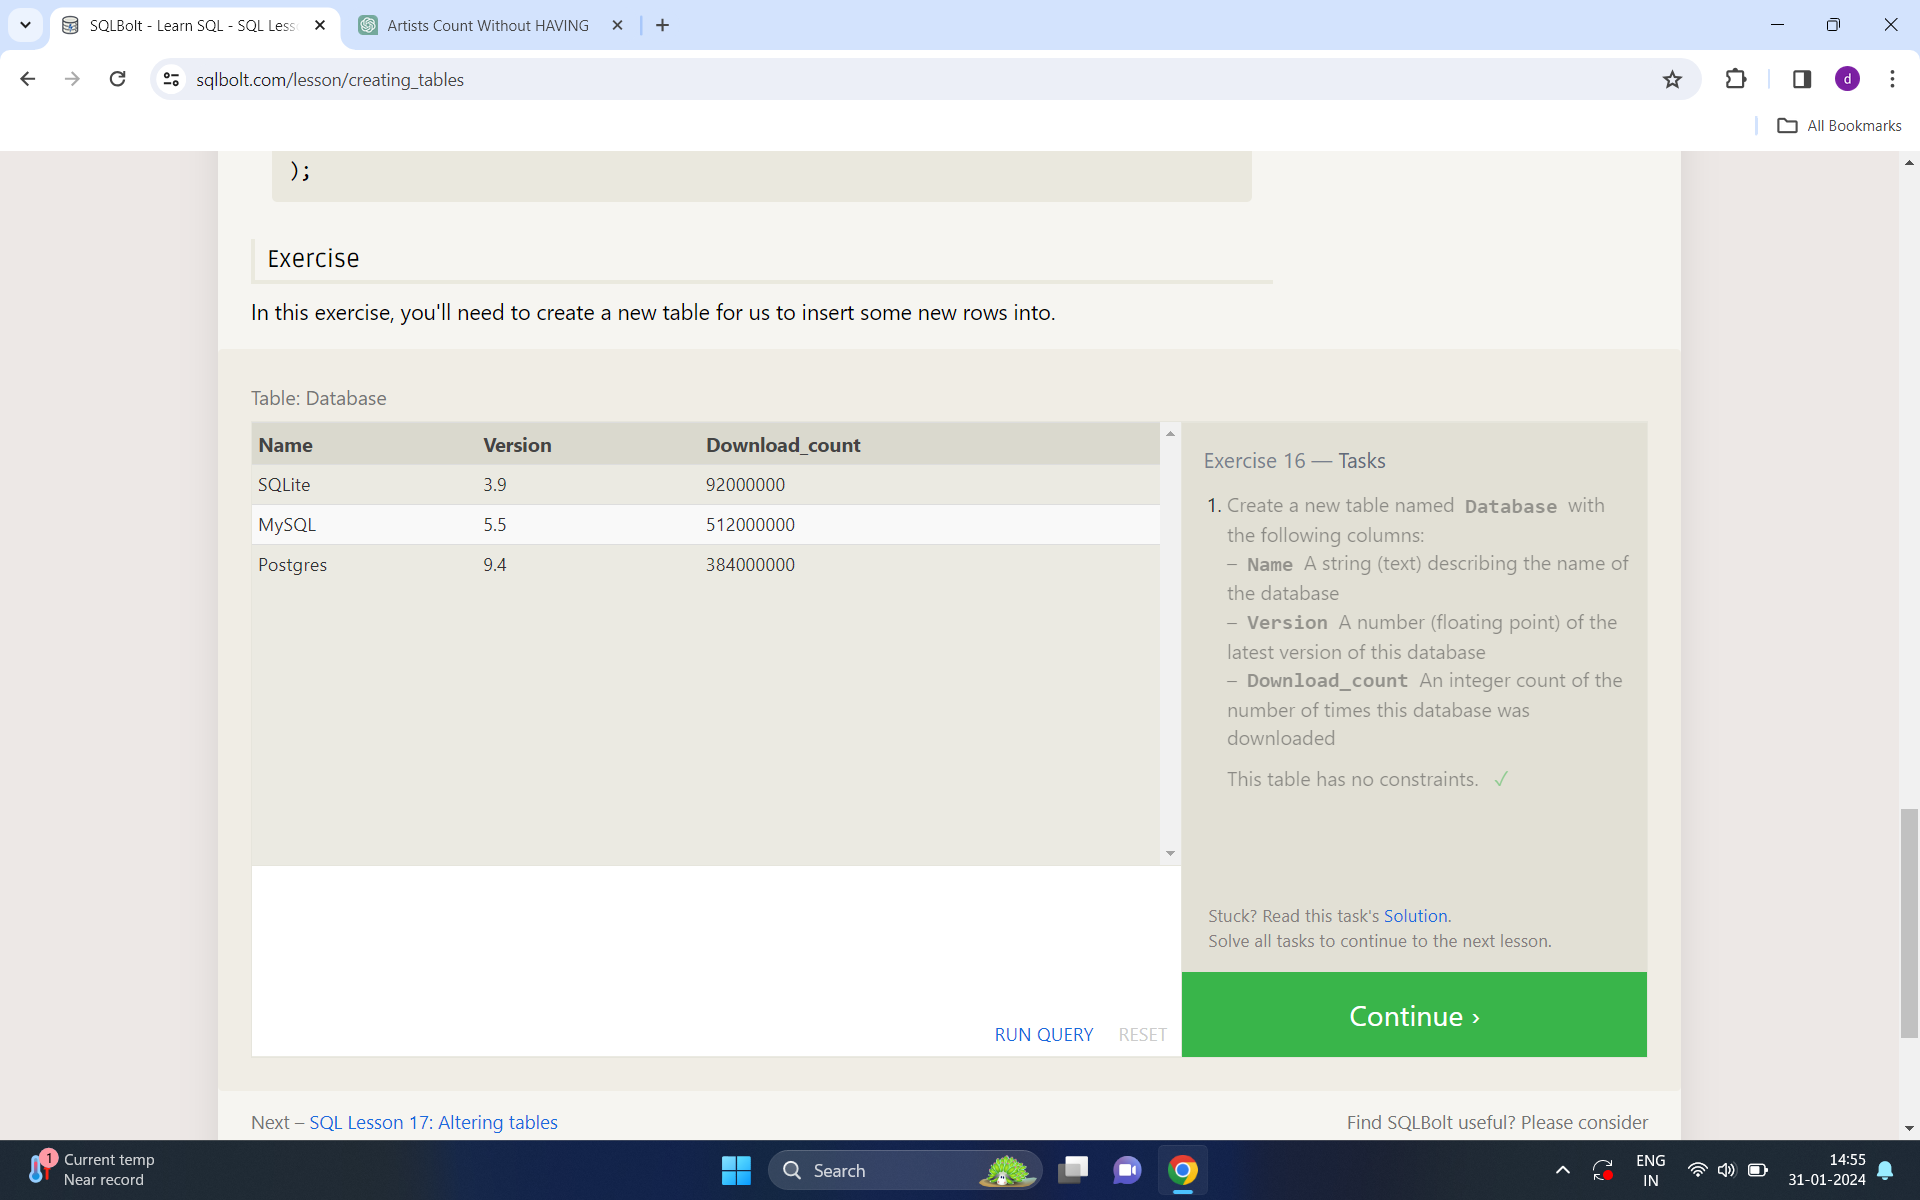 SQLBolt - Learn SQL - SQL Less
Artists Count Without HAVING
sqlbolt.com/lesson/creating_tables
d
All Bookmarks
);
Exercise
In this exercise, you'll need to create a new table for us to insert some new rows into.
Table: Database
Name Version Download_count
SQLite 3.9 92000000
MySQL 5.5 512000000
Postgres 9.4 384000000
RUN QUERY RESET
Exercise 16 — Tasks
1. Create a new table named Database with
the following columns:
– Name A string (text) describing the name of
the database
– Version A number (floating point) of the
latest version of this database
– Download_count An integer count of the
number of times this database was
downloaded
This table has no constraints. ✓
Stuck? Read this task's Solution.
Solve all tasks to continue to the next lesson.
Continue ›
Next – SQL Lesson 17: Altering tables
Find SQLBolt useful? Please consider
1
Current temp
Near record
Search
ENG
IN
14:55
31-01-2024